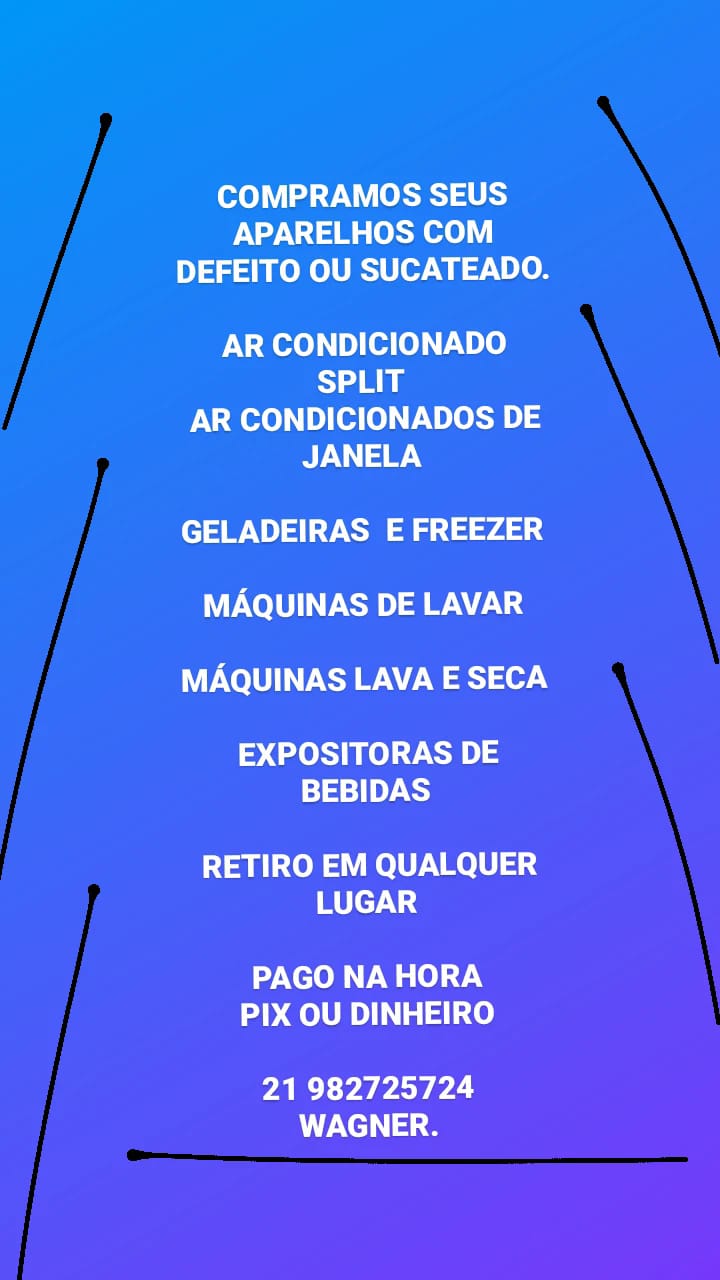 COMPRAMOS SEUS
APARELHOS COM
DEFEITO OU SUCATEADO.
AR CONDICIONADO
SPLIT
AR CONDICIONADOS DE
JANELA
GELADEIRAS  E FREEZER
MÁQUINAS DE LAVAR
MÁQUINAS LAVA E SECA
EXPOSITORAS DE
BEBIDAS
RETIRO EM QUALQUER
LUGAR
PAGO NA HORA
PIX OU DINHEIRO
21 982725724
WAGNER.